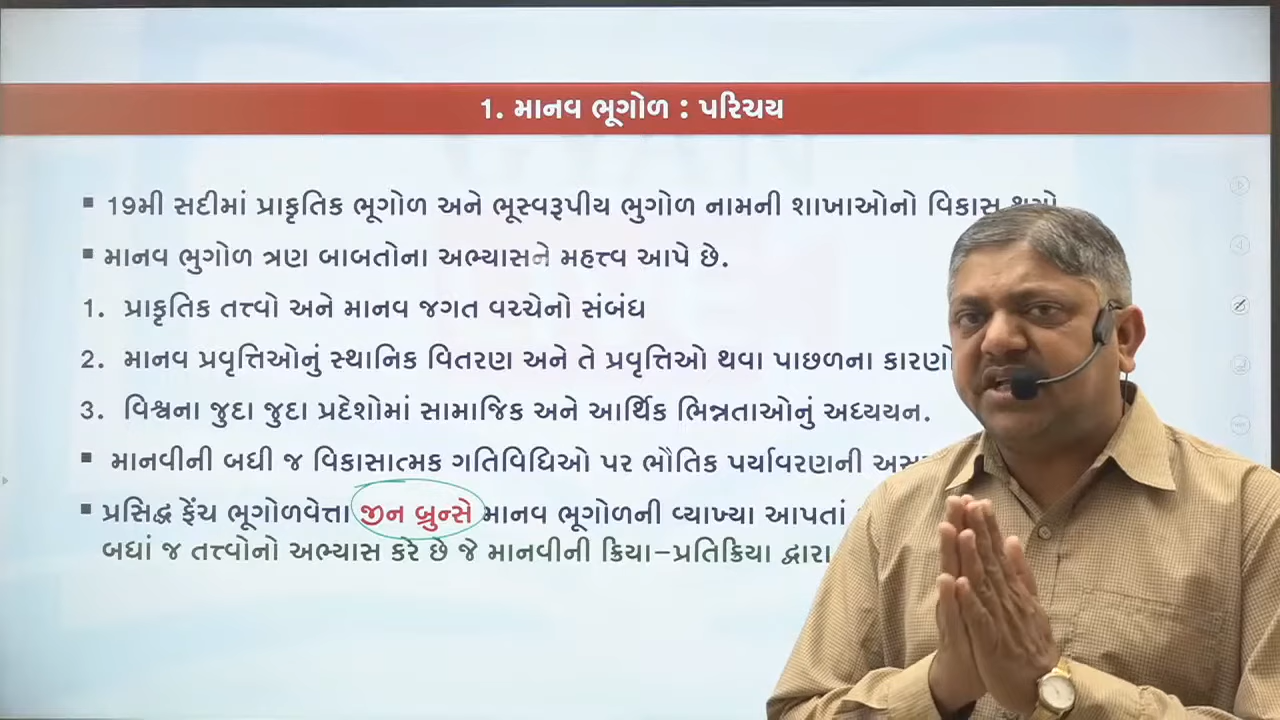 1. માનવ ભૂગોળ : પરિચય
▪ 19મી સદીમાં પ્રાકૃતિક ભૂગોળ અને ભૂસ્વરૂપીય ભુગોળ નામની શાખાઓનો વિકાસ થયો
▪ માનવ ભુગોળ ત્રણ બાબતોના અભ્યાસને મહત્ત્વ આપે છે.
1. પ્રાકૃતિક તત્ત્વો અને માનવ જગત વચ્ચેનો સંબંધ
2. માનવ પ્રવૃત્તિઓનું સ્થાનિક વિતરણ અને તે પ્રવૃત્તિઓ થવા પાછળના કારણો
3. વિશ્વના જુદા જુદા પ્રદેશોમાં સામાજિક અને આર્થિક ભિન્નતાઓનું અધ્યયન.
▪ માનવીની બધી જ વિકાસાત્મક ગતિવિધિઓ પર ભૌતિક પર્યાવરણની
▪ પ્રસિદ્ધ ફ્રેંચ ભૂગોળવેત્તા જીન બ્રુન્સે માનવ ભૂગોળની વ્યાખ્યા આપતાં
બધાં જ તત્ત્વોનો અભ્યાસ કરે છે જે માનવીની ક્રિયા–પ્રતિક્રિયા દ્વારા